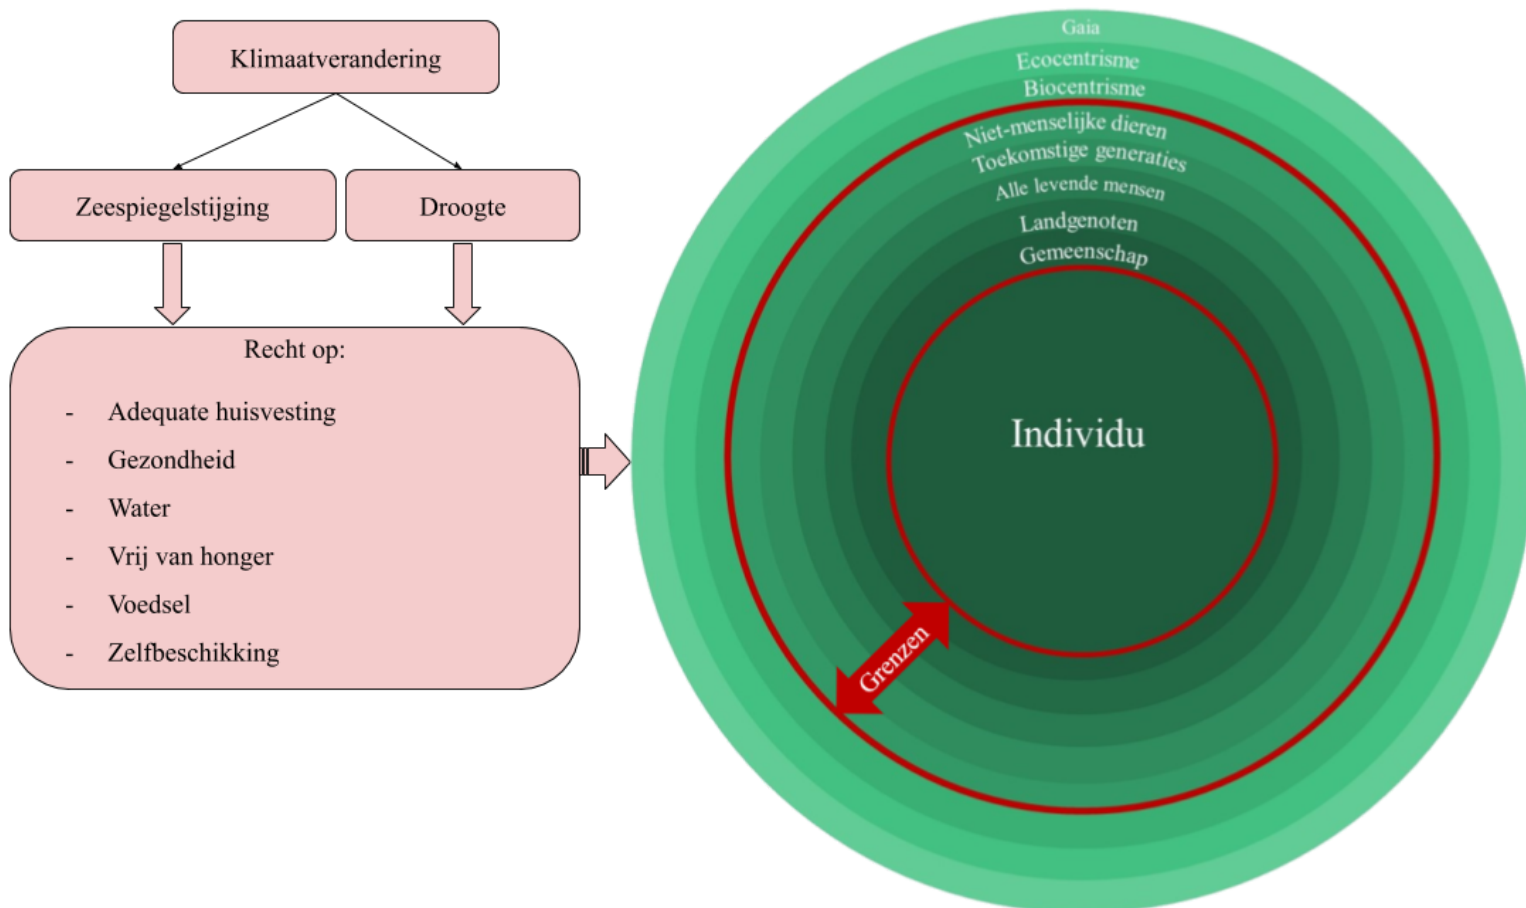 Klimaatverandering
Zeespiegelstijging
Droogte
Recht op:
- Adequate huisvesting
- Gezondheid
- Water
- Vrij van honger
- Voedsel
- Zelfbeschikking
Gaia
Ecocentrisme
Biocentrisme
Niet-menselijke dieren
Toekomstige generaties
Alle levende mensen
Landgenoten
Gemeenschap
Individu
Grenzen